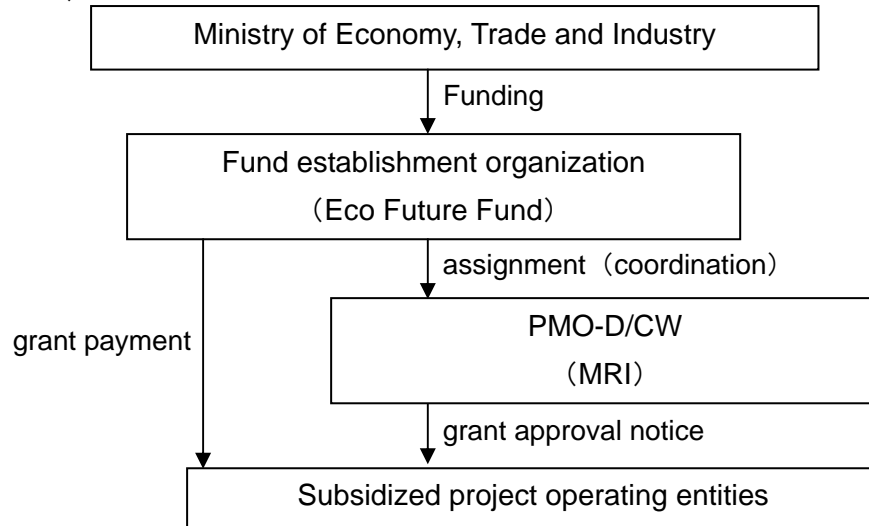 Ministry of Economy, Trade and Industry
Funding
Fund establishment organization
（Eco Future Fund）
assignment（coordination）
grant payment
PMO-D/CW
（MRI）
grant approval notice
Subsidized project operating entities